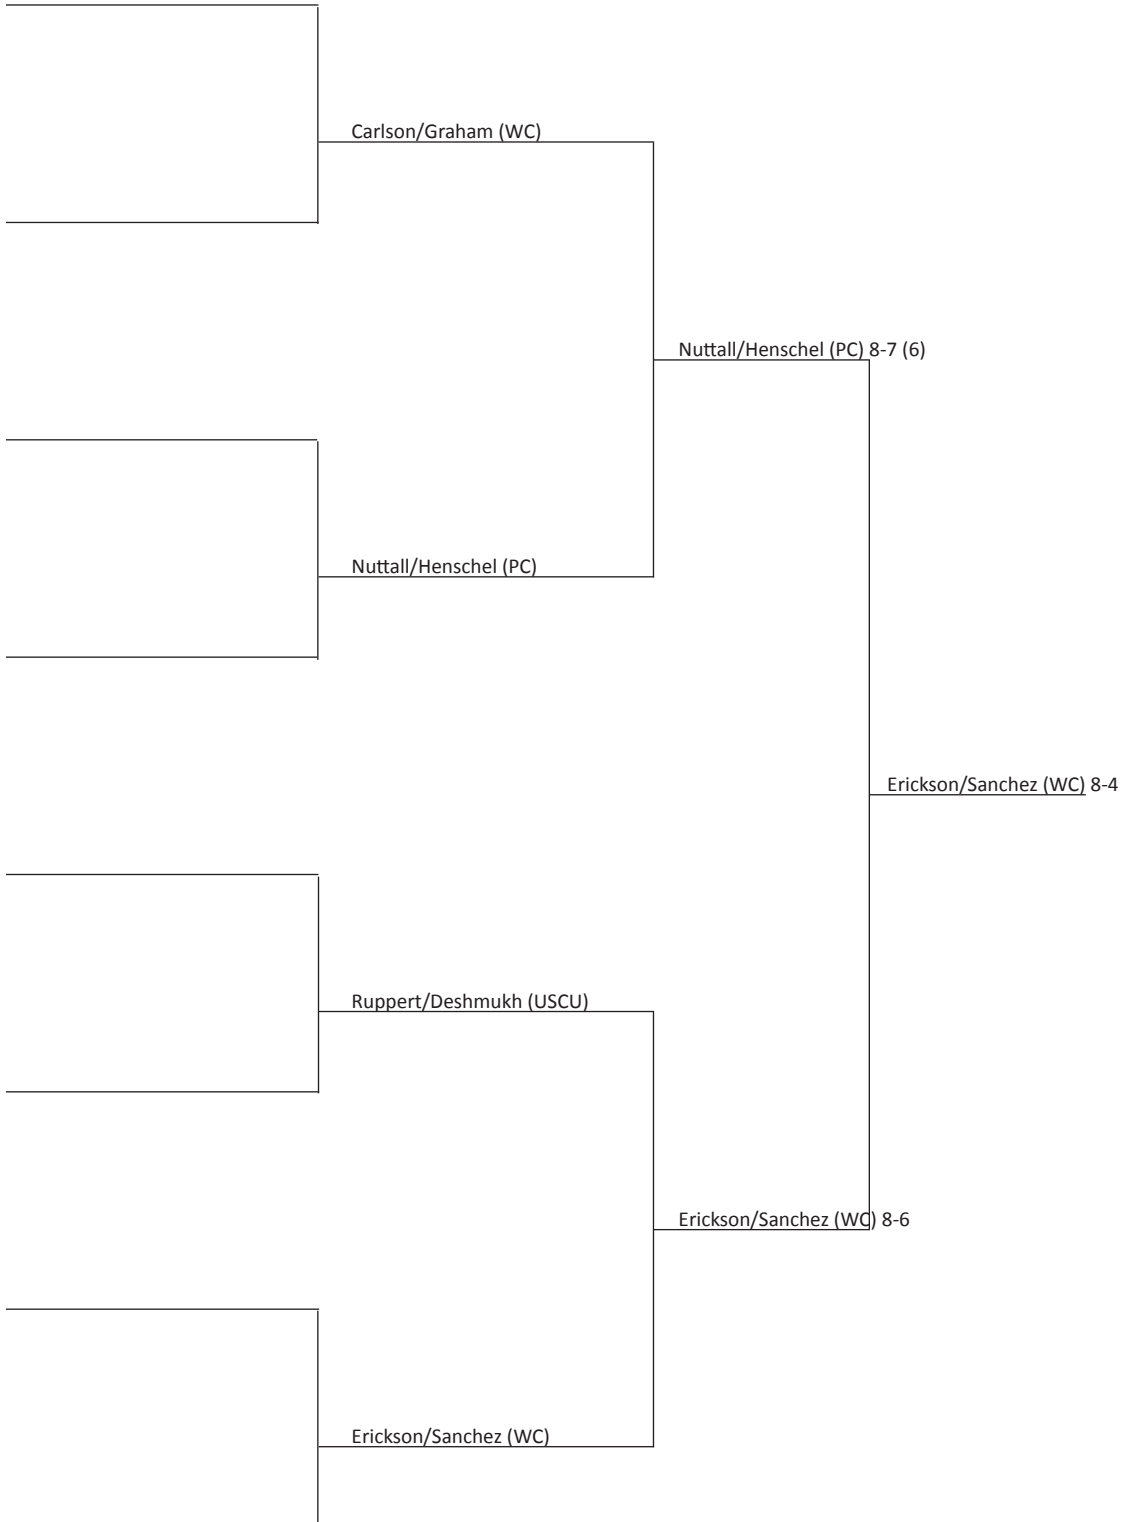 Carlson/Graham (WC)
Nuttall/Henschel (PC) 8-7 (6)
Nuttall/Henschel (PC)
Erickson/Sanchez (WC) 8-4
Ruppert/Deshmukh (USCU)
Erickson/Sanchez (WC) 8-6
Erickson/Sanchez (WC)